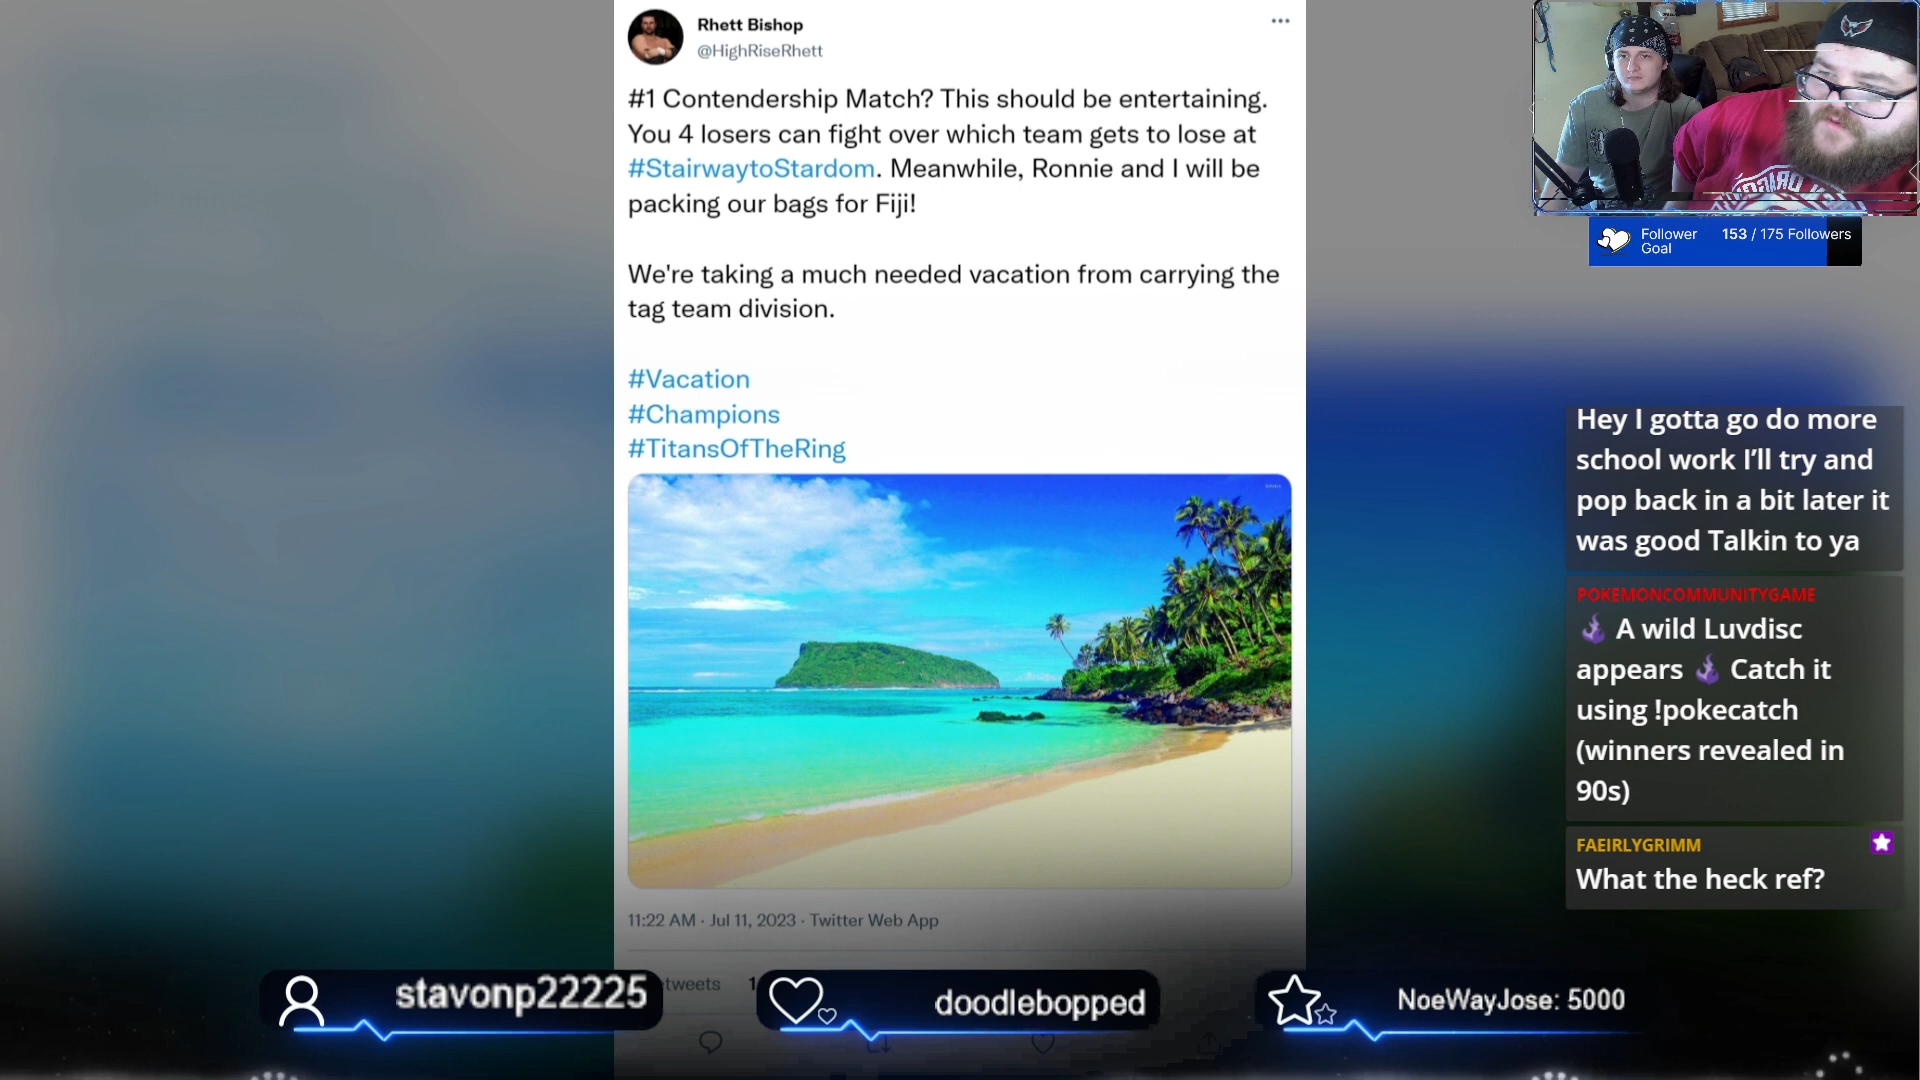 Rhett Bishop
@HighRiseRhett
#1 Contendership Match? This should be entertaining.
You 4 losers can fight over which team gets to lose at
#StairwaytoStardom. Meanwhile, Ronnie and I will be
packing our bags for Fiji!
We're taking a much needed vacation from carrying the
tag team division.
#Vacation
#Champions
#TitansOfTheRing
11:22 AM · Jul 11, 2023 · Twitter Web App
Follower Goal
153 / 175 Followers
Hey I gotta go do more
school work I’ll try and
pop back in a bit later it
was good Talkin to ya
POKEMONCOMMUNITYGAME
A wild Luvdisc
appears Catch it
using !pokecatch
(winners revealed in
90s)
FAEIRLYGRIMM
What the heck ref?
stavonp22225
doodlebopped
NoeWayJose: 5000